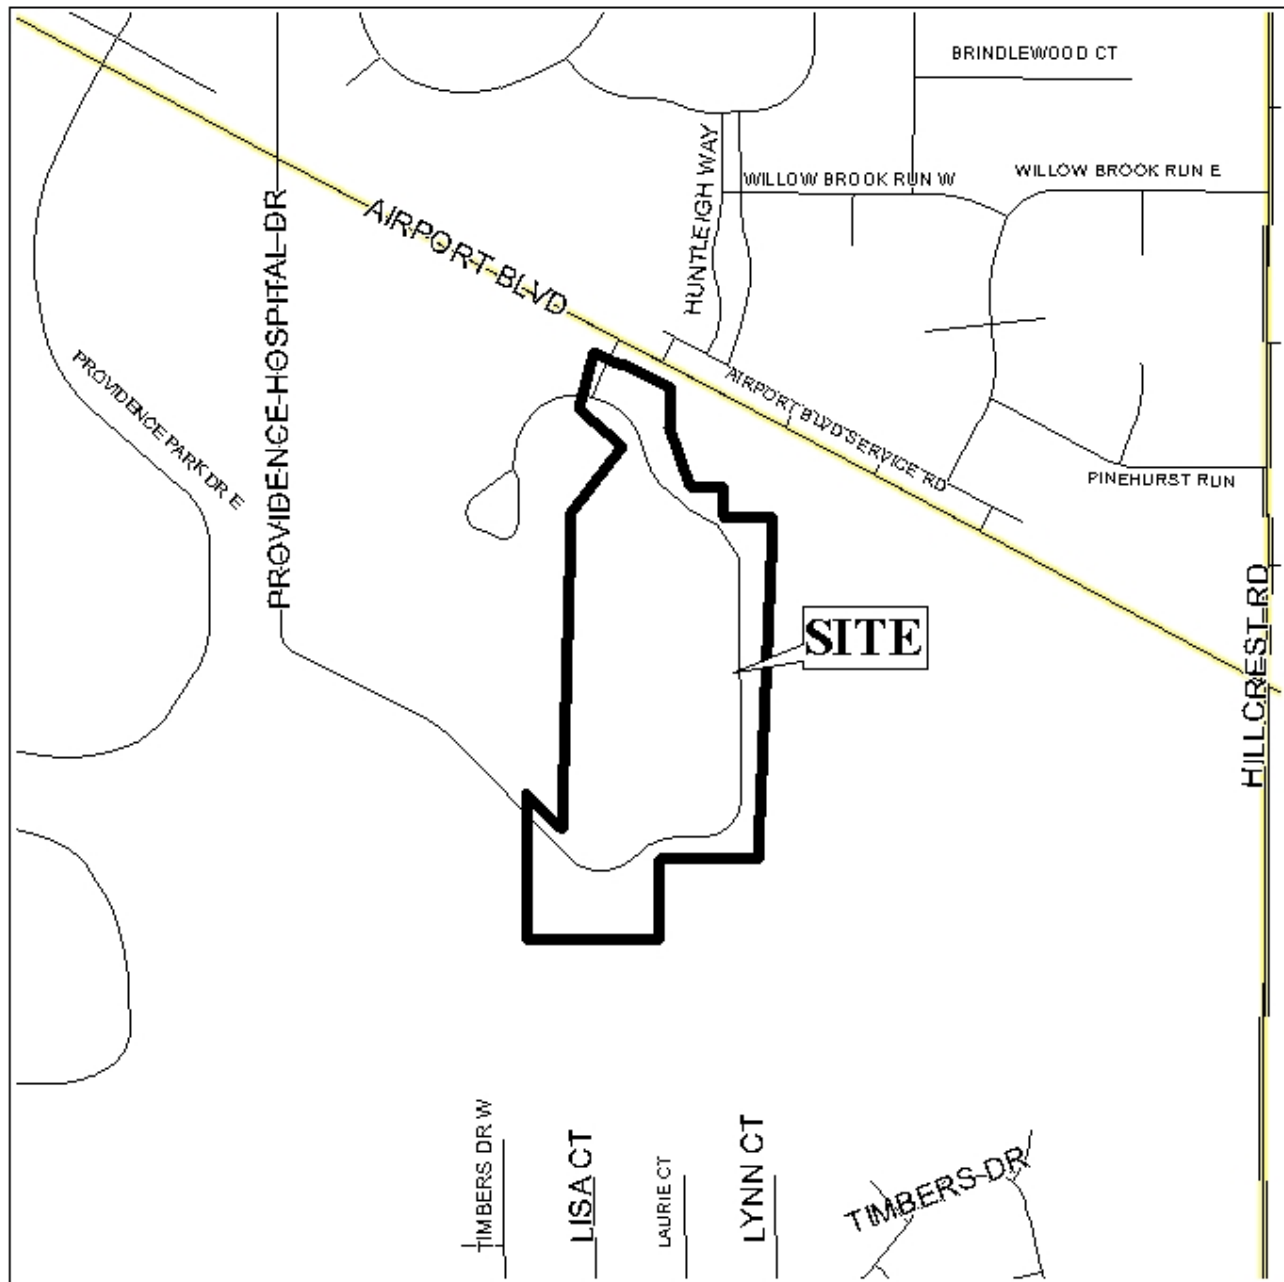 BRINDLEWOOD CT
HUNTLEIGH WAY
WILLOW BROOK RUN W
WILLOW BROOK RUN E
PROVIDENCE HOSPITAL DR
AIRPORT BLVD
PROVIDENCE PARK DR E
AIRPORT BLVD SERVICE RD
PINEHURST RUN
SITE
HILLCREST RD
TIMBERS DR W
LISA CT
LAURIE CT
LYNN CT
TIMBERS DR